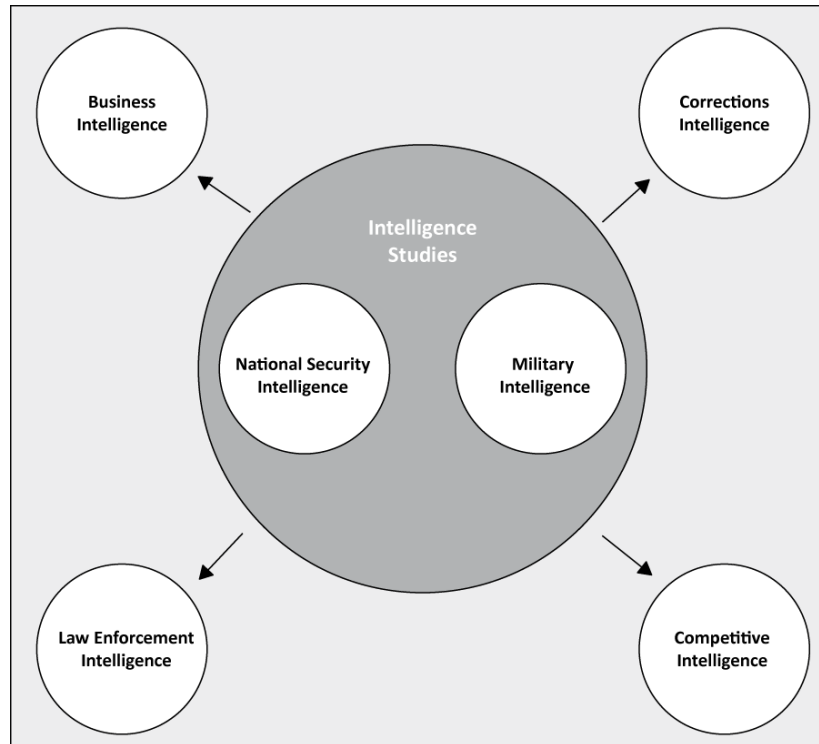 Business
Intelligence
Corrections
Intelligence
Intelligence
Studies
National Security
Intelligence
Military
Intelligence
Law Enforcement
Intelligence
Competitive
Intelligence